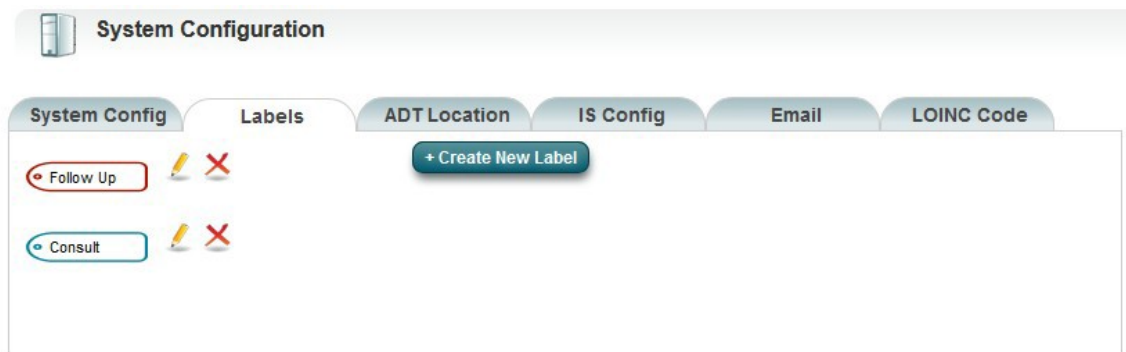 System Configuration
System Config Labels ADT Location IS Config Email LOINC Code
+ Create New Label
Follow Up
Consult